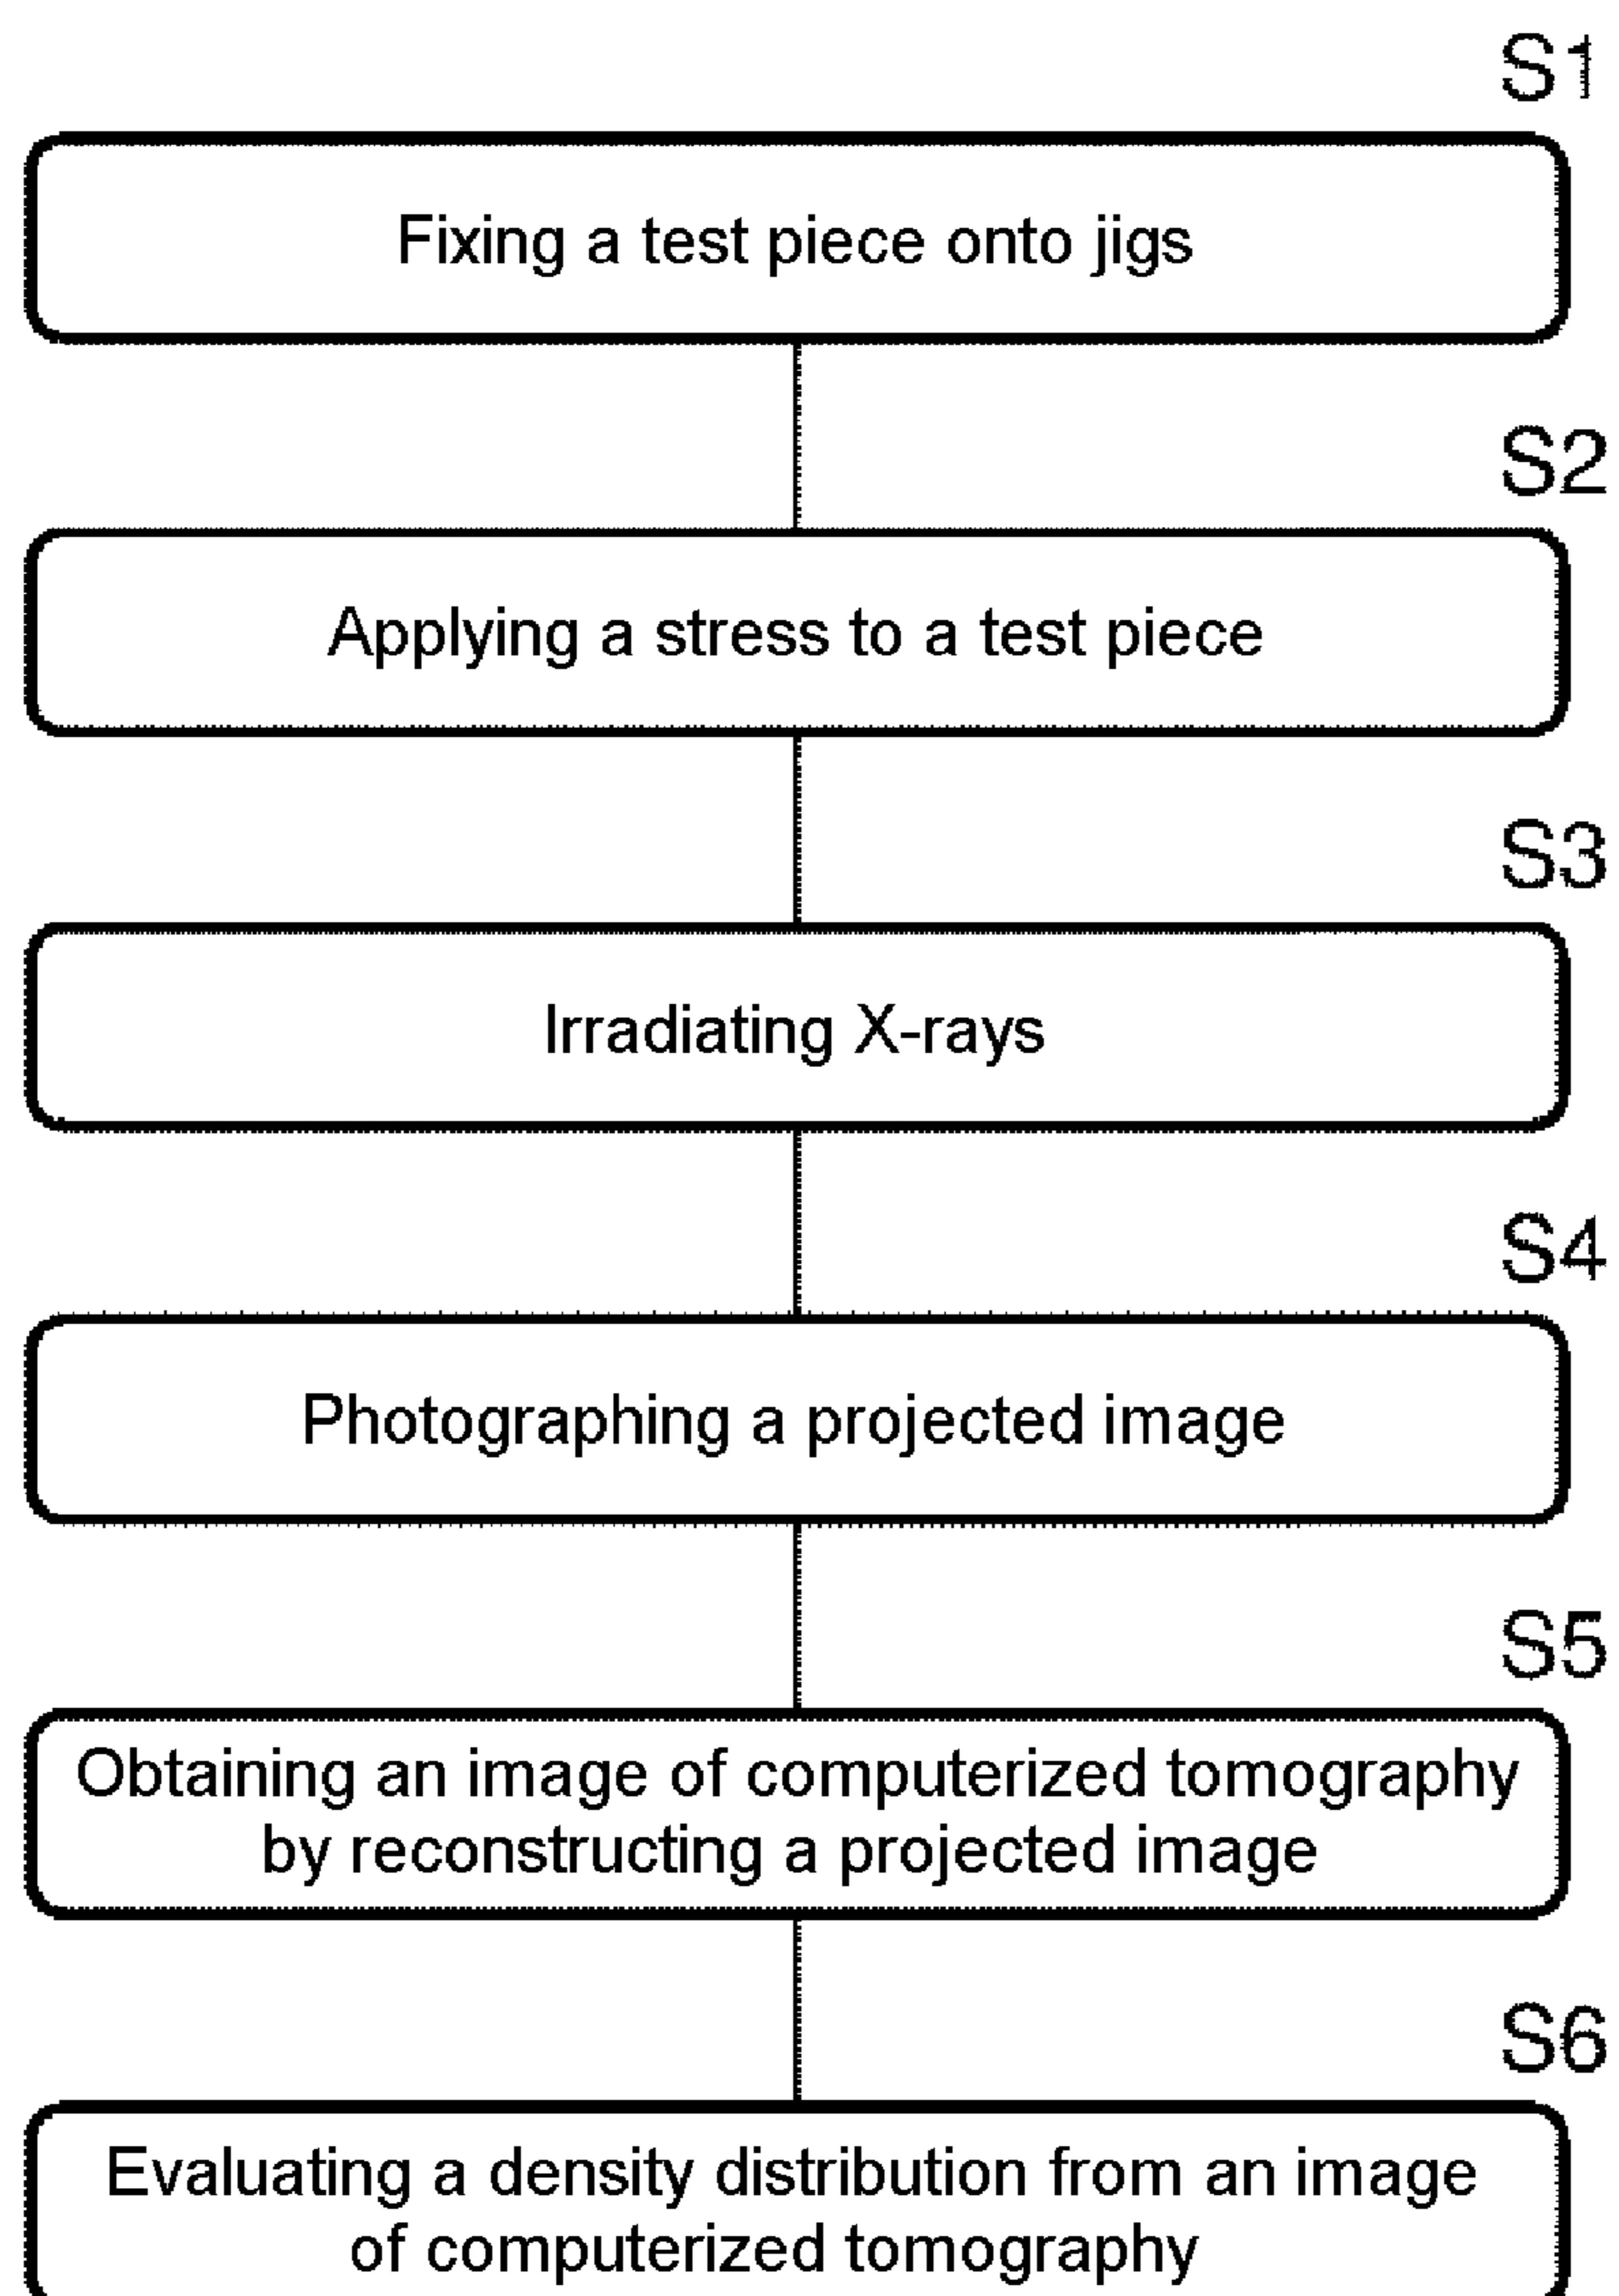 S1
Fixing a test piece onto jigs
S2
Applying a stress to a test piece
S3
Irradiating X-rays
S4
Photographing a projected image
S5
Obtaining an image of computerized tomography
by reconstructing a projected image
S6
Evaluating a density distribution from an image
of computerized tomography